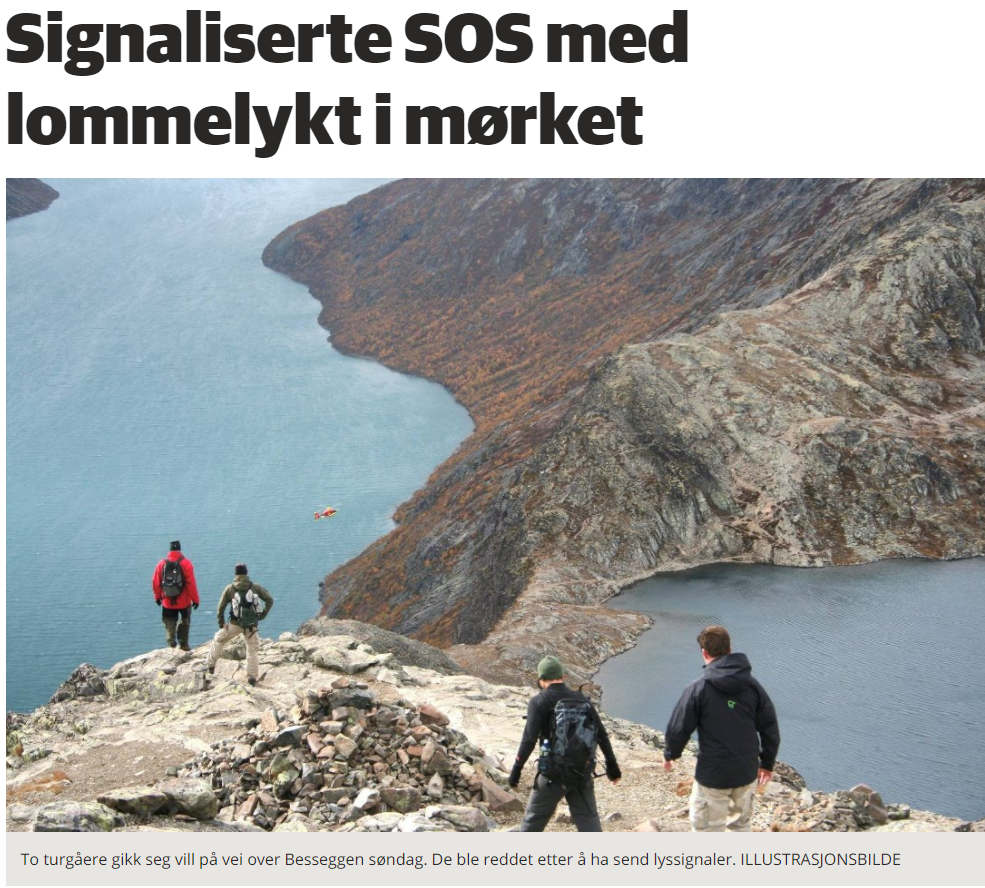 Signaliserte SOS med
lommelykt i mørket
To turgåere gikk seg vill på vei over Besseggen søndag. De ble reddet etter å ha send lyssignaler. ILLUSTRASJONSBILDE